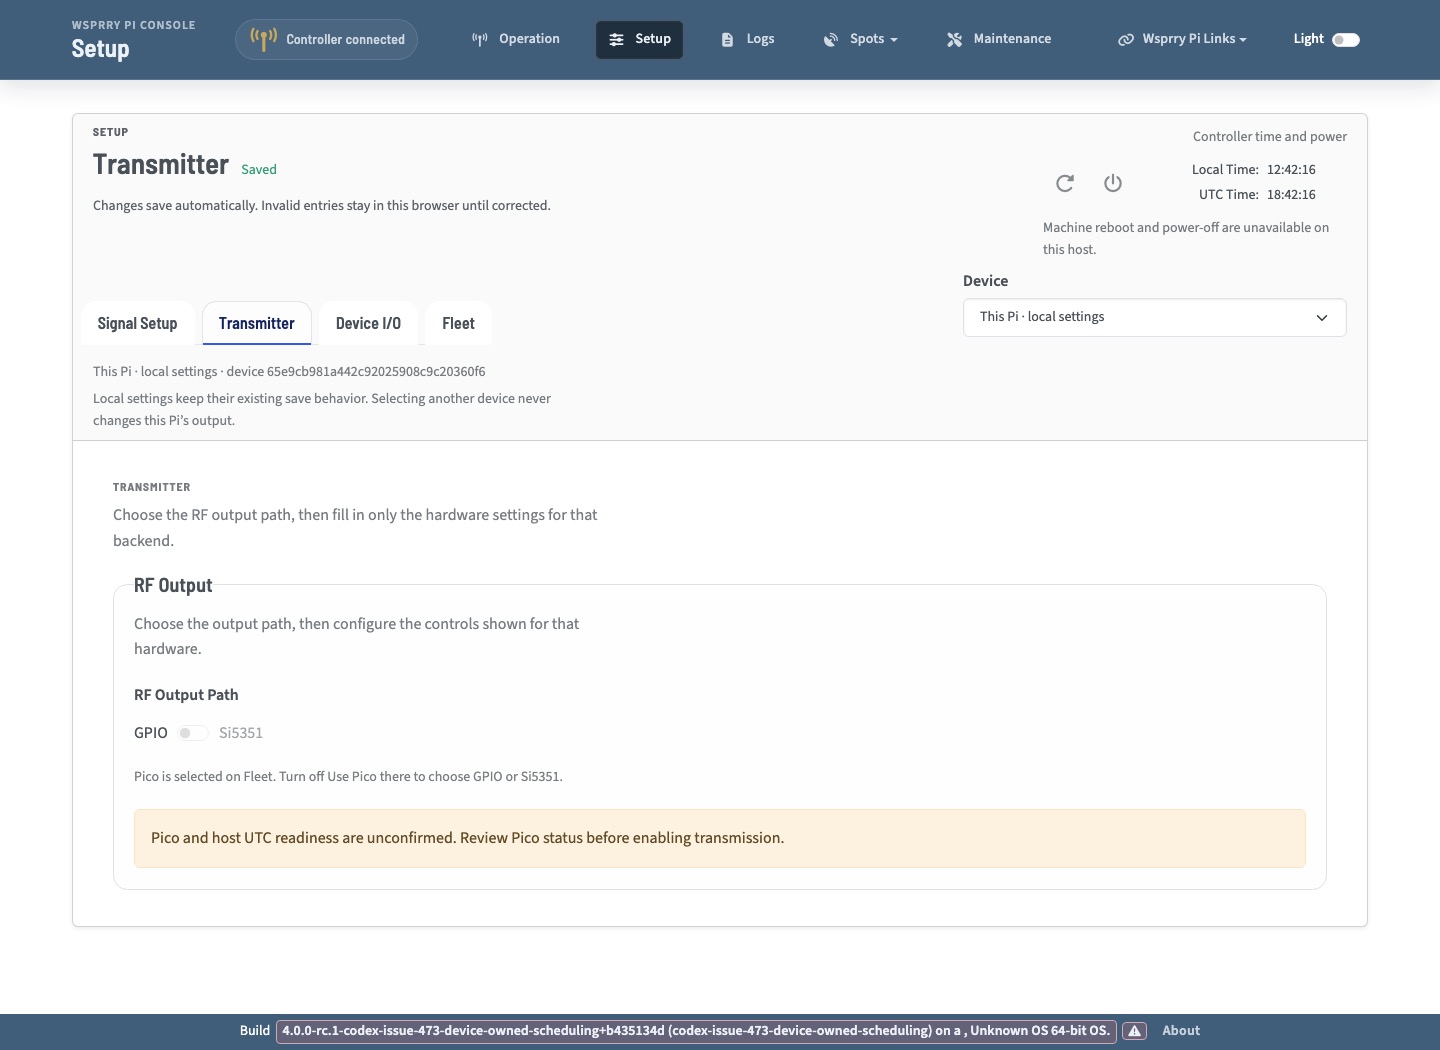 WSPRRY PI CONSOLE
Setup
Controller connected
Operation
Setup
Logs
Spots
Maintenance
Wsprry Pi Links
Light
SETUP
Transmitter Saved
Changes save automatically. Invalid entries stay in this browser until corrected.
Controller time and power
Local Time: 12:42:16
UTC Time: 18:42:16
Machine reboot and power-off are unavailable on
this host.
Device
This Pi · local settings
Signal Setup
Transmitter
Device I/O
Fleet
This Pi · local settings · device 65e9cb981a442c92025908c9c20360f6
Local settings keep their existing save behavior. Selecting another device never
changes this Pi’s output.
TRANSMITTER
Choose the RF output path, then fill in only the hardware settings for that
backend.
RF Output
Choose the output path, then configure the controls shown for that
hardware.
RF Output Path
GPIO Si5351
Pico is selected on Fleet. Turn off Use Pico there to choose GPIO or Si5351.
Pico and host UTC readiness are unconfirmed. Review Pico status before enabling transmission.
Build 4.0.0-rc.1-codex-issue-473-device-owned-scheduling+b435134d (codex-issue-473-device-owned-scheduling) on a , Unknown OS 64-bit OS. About